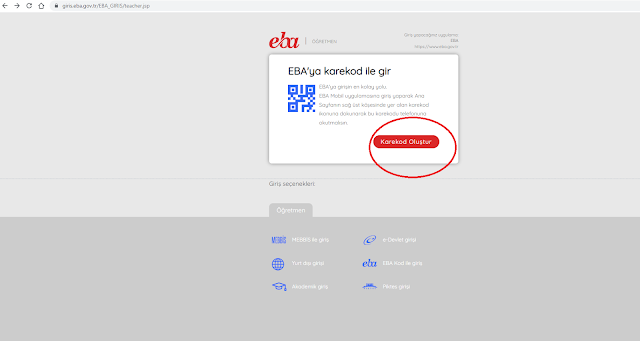 giris.eba.gov.tr/EBA_GIRIS/teacher.jsp
eba | ÖĞRETMEN
Giriş yapacağınız uygulama
EBA
https://www.eba.gov.tr
EBA'ya karekod ile gir
EBA'ya girişin en kolay yolu.
EBA Mobil uygulamasına giriş yaparak Ana
Sayfanın sağ üst köşesinde yer alan karekod
ikonuna dokunarak bu karekodu telefonuna
okutmalısın.
Karekod Oluştur
Giriş seçenekleri
Öğretmen
MEBBİS MEBBİS ile giriş
e-Devlet girişi
Yurt dışı girişi
eba EBA Kod ile giriş
Akademik giriş